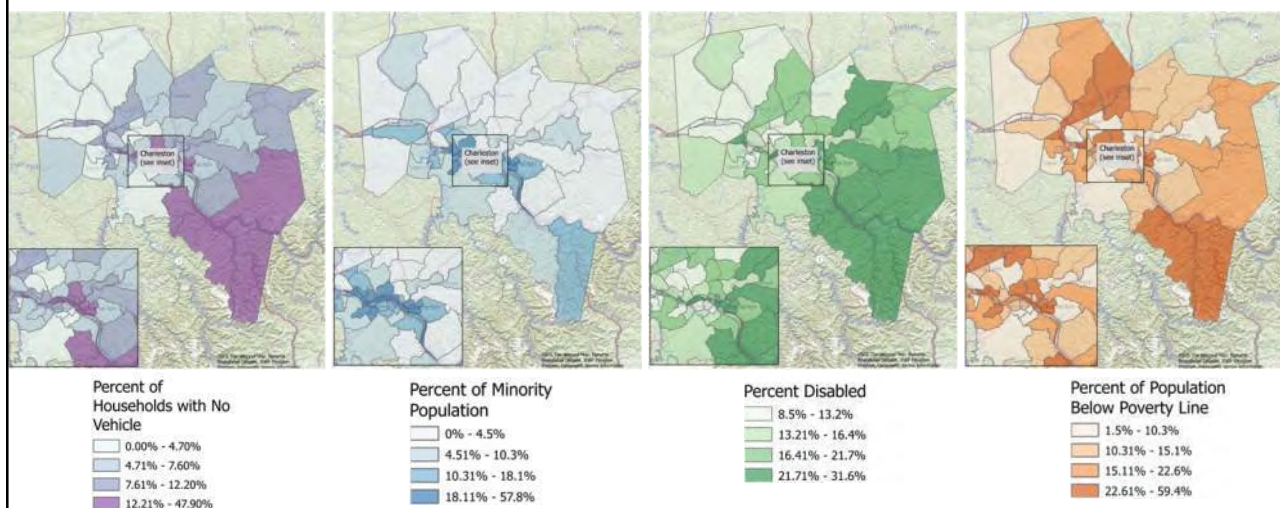 Charleston
(see inset)
Charleston
(see inset)
Charleston
(see inset)
Charleston
(see inset)
Percent of
Households with No
Vehicle
0.00% - 4.70%
4.71% - 7.60%
7.61% - 12.20%
12.21% - 47.90%
Percent of Minority
Population
0% - 4.5%
4.51% - 10.3%
10.31% - 18.1%
18.11% - 57.8%
Percent Disabled
8.5% - 13.2%
13.21% - 16.4%
16.41% - 21.7%
21.71% - 31.6%
Percent of Population
Below Poverty Line
1.5% - 10.3%
10.31% - 15.1%
15.11% - 22.6%
22.61% - 59.4%